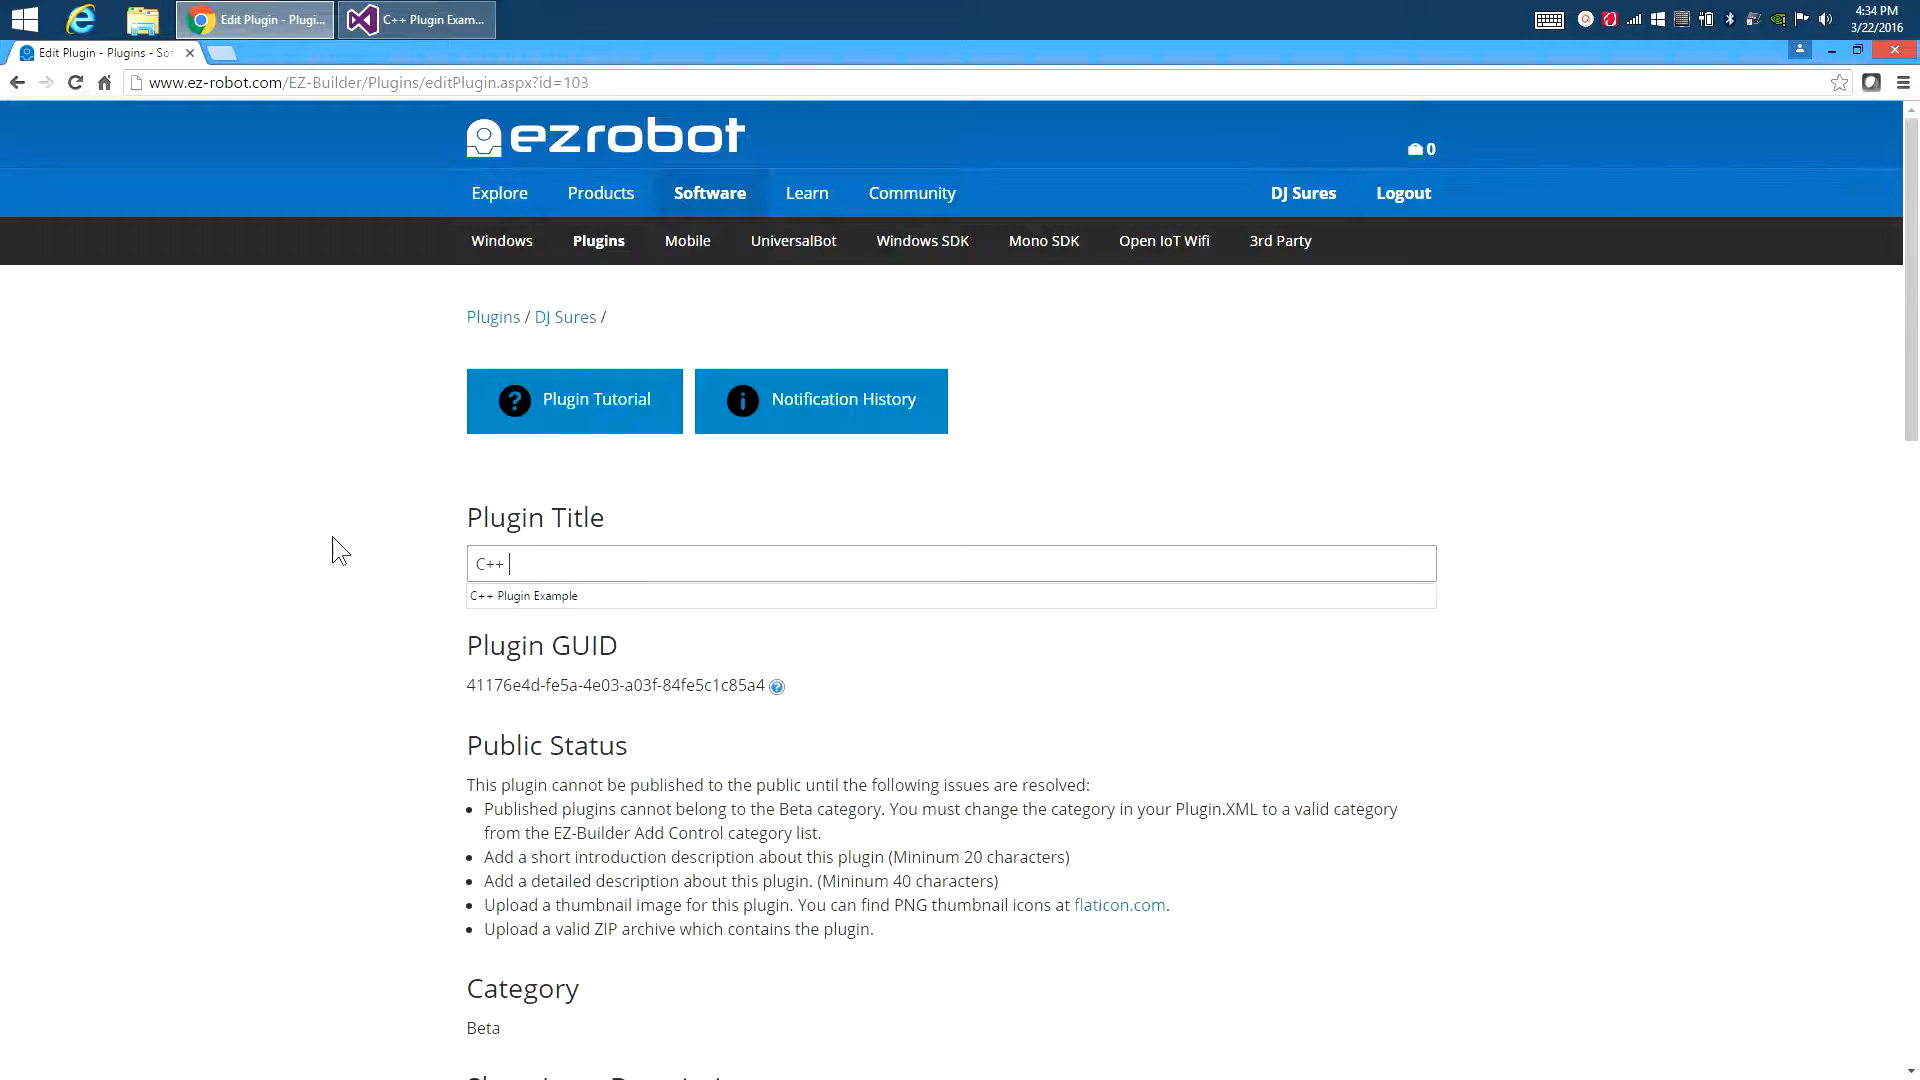 Edit Plugin - Plugi...
C++ Plugin Exam...
4:34 PM
3/22/2016
Edit Plugin - Plugins - Sof
www.ez-robot.com/EZ-Builder/Plugins/editPlugin.aspx?id=103
ezrobot
0
Explore Products Software Learn Community DJ Sures Logout
Windows Plugins Mobile UniversalBot Windows SDK Mono SDK Open IoT Wifi 3rd Party
Plugins / DJ Sures /
? Plugin Tutorial
i Notification History
Plugin Title
C++
C++ Plugin Example
Plugin GUID
41176e4d-fe5a-4e03-a03f-84fe5c1c85a4 ?
Public Status
This plugin cannot be published to the public until the following issues are resolved:
• Published plugins cannot belong to the Beta category. You must change the category in your Plugin.XML to a valid category
from the EZ-Builder Add Control category list.
• Add a short introduction description about this plugin (Mininum 20 characters)
• Add a detailed description about this plugin. (Mininum 40 characters)
• Upload a thumbnail image for this plugin. You can find PNG thumbnail icons at flaticon.com.
• Upload a valid ZIP archive which contains the plugin.
Category
Beta